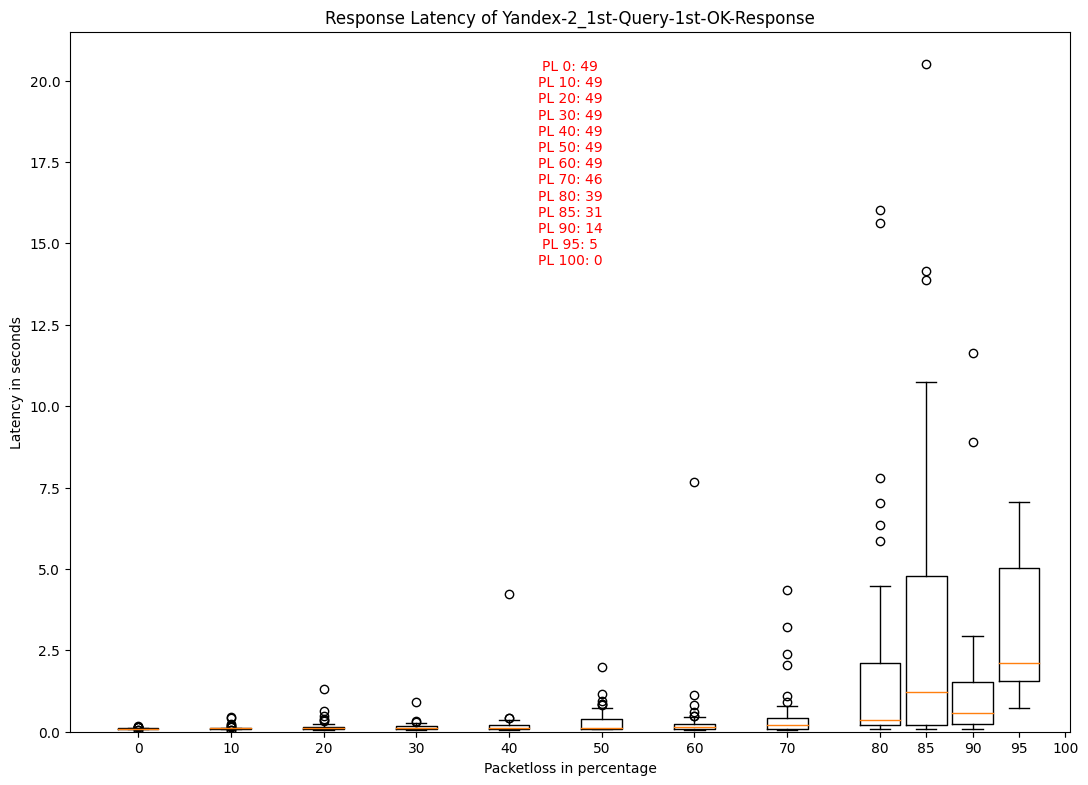 Response Latency of Yandex-2_1st-Query-1st-OK-Response
PL 0: 49
PL 10: 49
PL 20: 49
PL 30: 49
PL 40: 49
PL 50: 49
PL 60: 49
PL 70: 46
PL 80: 39
PL 85: 31
PL 90: 14
PL 95: 5
PL 100: 0
Latency in seconds
20.0
17.5
15.0
12.5
10.0
7.5
5.0
2.5
0.0
0 10 20 30 40 50 60 70 80 85 90 95 100
Packetloss in percentage